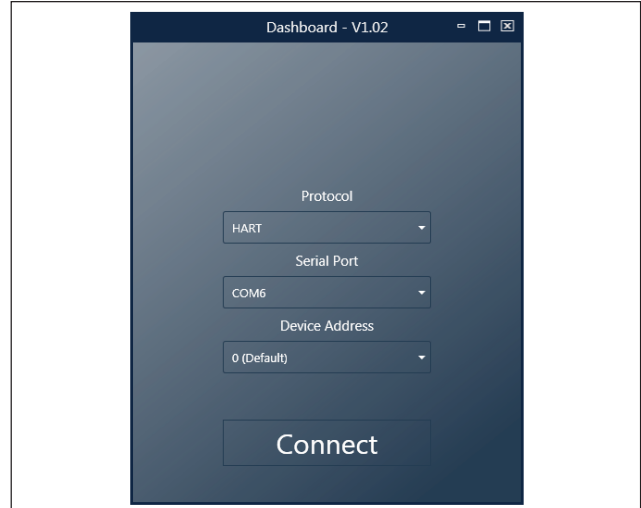 Dashboard - V1.02
Protocol
HART
Serial Port
COM6
Device Address
0 (Default)
Connect